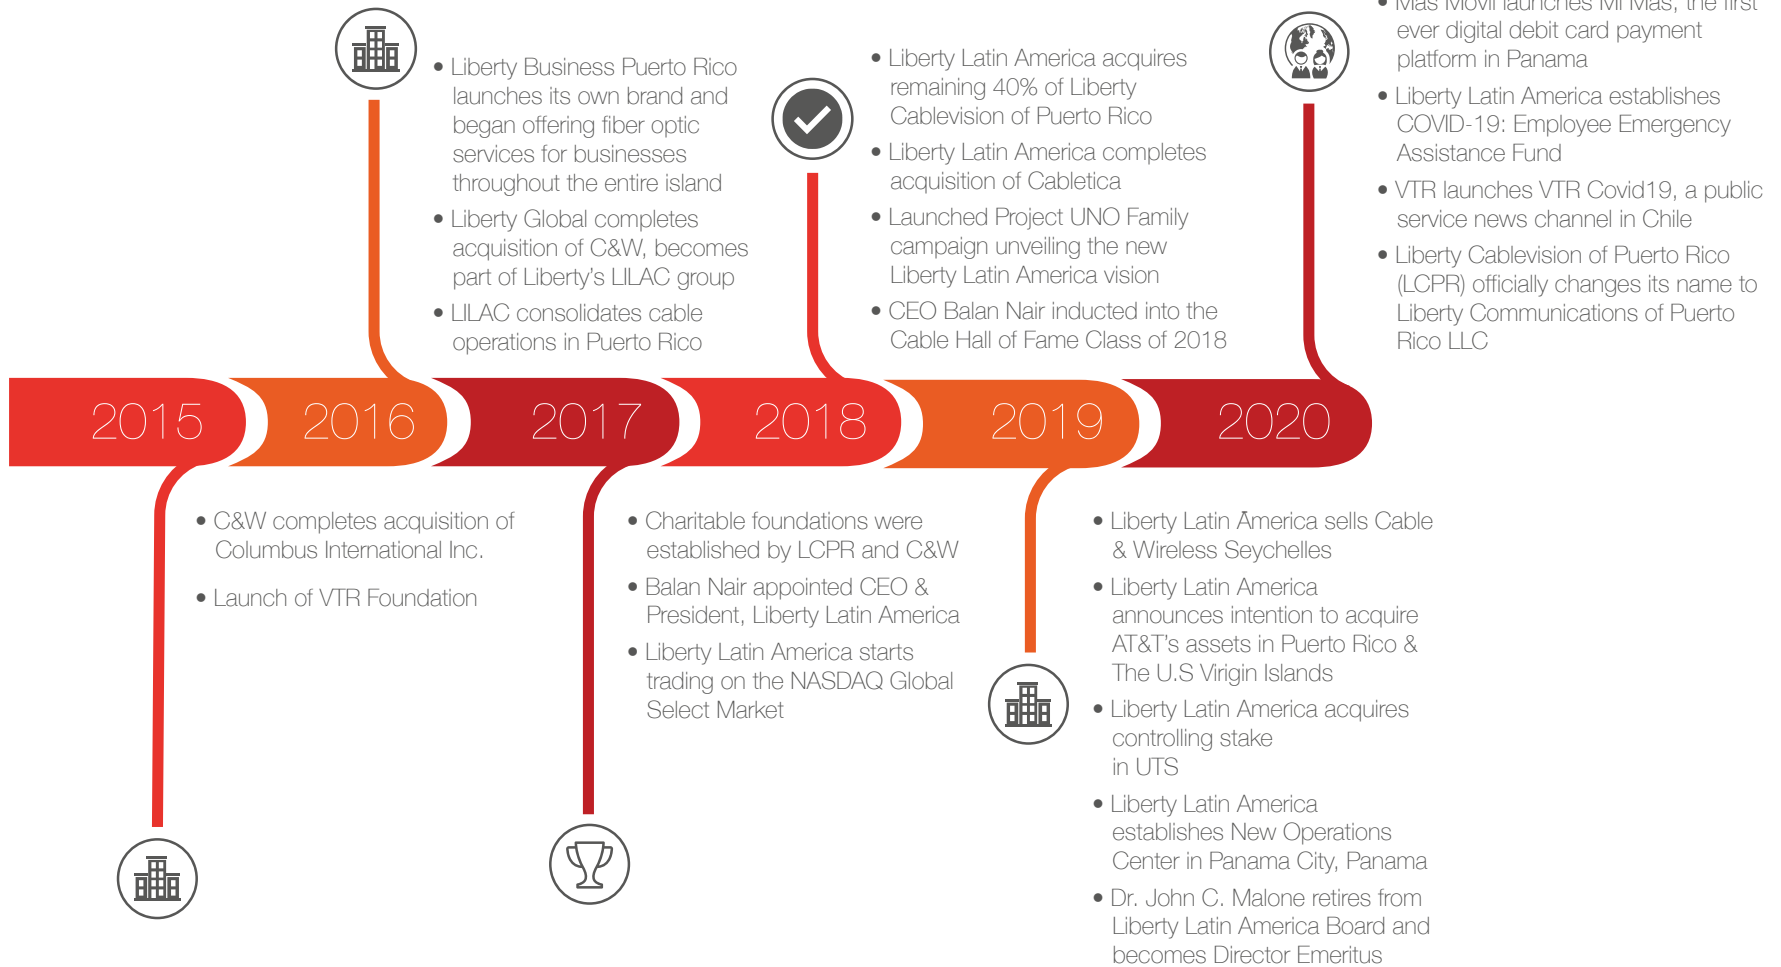 • Liberty Business Puerto Rico
launches its own brand and
began offering fiber optic
services for businesses
throughout the entire island
• Liberty Global completes
acquisition of C&W, becomes
part of Liberty's LILAC group
• LILAC consolidates cable
operations in Puerto Rico
• Liberty Latin America acquires
remaining 40% of Liberty
Cablevision of Puerto Rico
• Liberty Latin America completes
acquisition of Cabletica
• Launched Project UNO Family
campaign unveiling the new
Liberty Latin America vision
• CEO Balan Nair inducted into the
Cable Hall of Fame Class of 2018
• Mas Movil launches Mi Mas, the first
ever digital debit card payment
platform in Panama
• Liberty Latin America establishes
COVID-19: Employee Emergency
Assistance Fund
• VTR launches VTR Covid19, a public
service news channel in Chile
• Liberty Cablevision of Puerto Rico
(LCPR) officially changes its name to
Liberty Communications of Puerto
Rico LLC
2015
2016
2017
2018
2019
2020
• C&W completes acquisition of
Columbus International Inc.
• Launch of VTR Foundation
• Charitable foundations were
established by LCPR and C&W
• Balan Nair appointed CEO &
President, Liberty Latin America
• Liberty Latin America starts
trading on the NASDAQ Global
Select Market
• Liberty Latin America sells Cable
& Wireless Seychelles
• Liberty Latin America
announces intention to acquire
AT&T's assets in Puerto Rico &
The U.S Virigin Islands
• Liberty Latin America acquires
controlling stake
in UTS
• Liberty Latin America
establishes New Operations
Center in Panama City, Panama
• Dr. John C. Malone retires from
Liberty Latin America Board and
becomes Director Emeritus